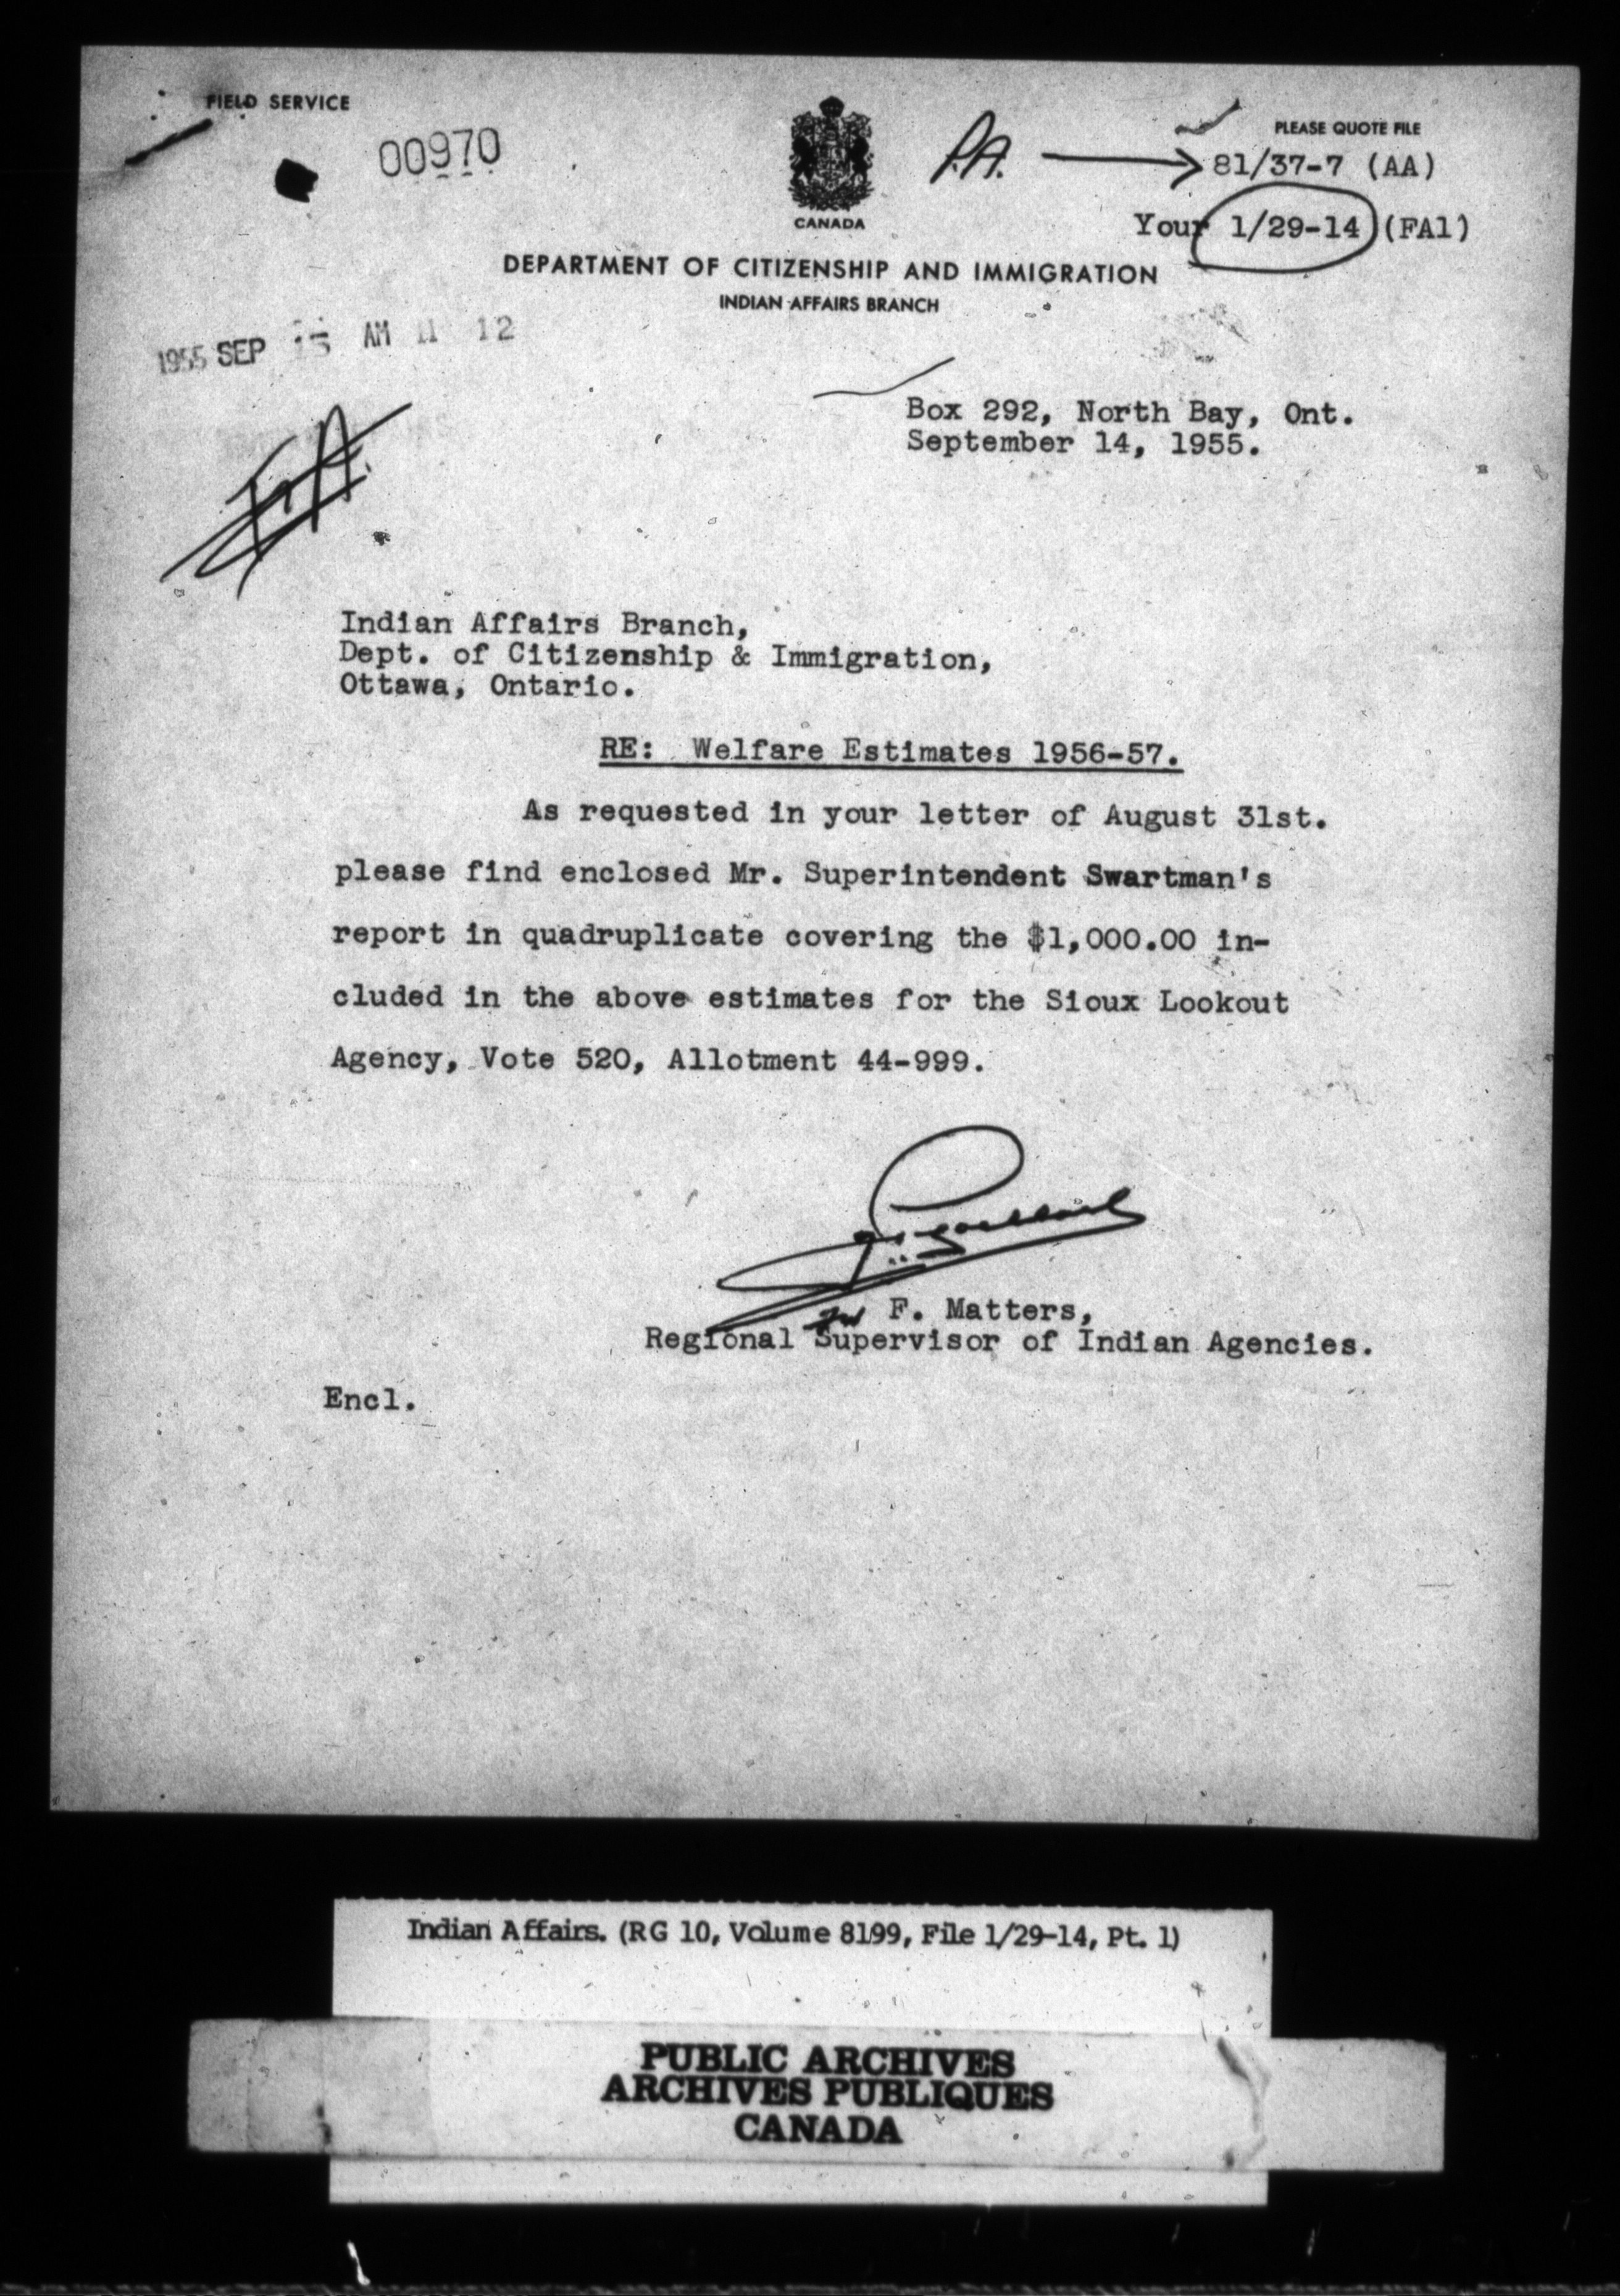 FIELD SERVICE
00970
CANADA
P.A.
PLEASE QUOTE FILE
81/37-7 (AA)
Your 1/29-14 (FA1)
DEPARTMENT OF CITIZENSHIP AND IMMIGRATION
INDIAN AFFAIRS BRANCH
1955 SEP 15 AM 11 12
Box 292, North Bay, Ont.
September 14, 1955.
Indian Affairs Branch,
Dept. of Citizenship & Immigration,
Ottawa, Ontario.
RE: Welfare Estimates 1956-57.
As requested in your letter of August 31st.
please find enclosed Mr. Superintendent Swartman's
report in quadruplicate covering the $1,000.00 in-
cluded in the above estimates for the Sioux Lookout
Agency, Vote 520, Allotment 44-999.
for F. Matters,
Regional Supervisor of Indian Agencies.
Encl.
Indian Affairs. (RG 10, Volume 8199, File 1/29-14, Pt. 1)
PUBLIC ARCHIVES
ARCHIVES PUBLIQUES
CANADA